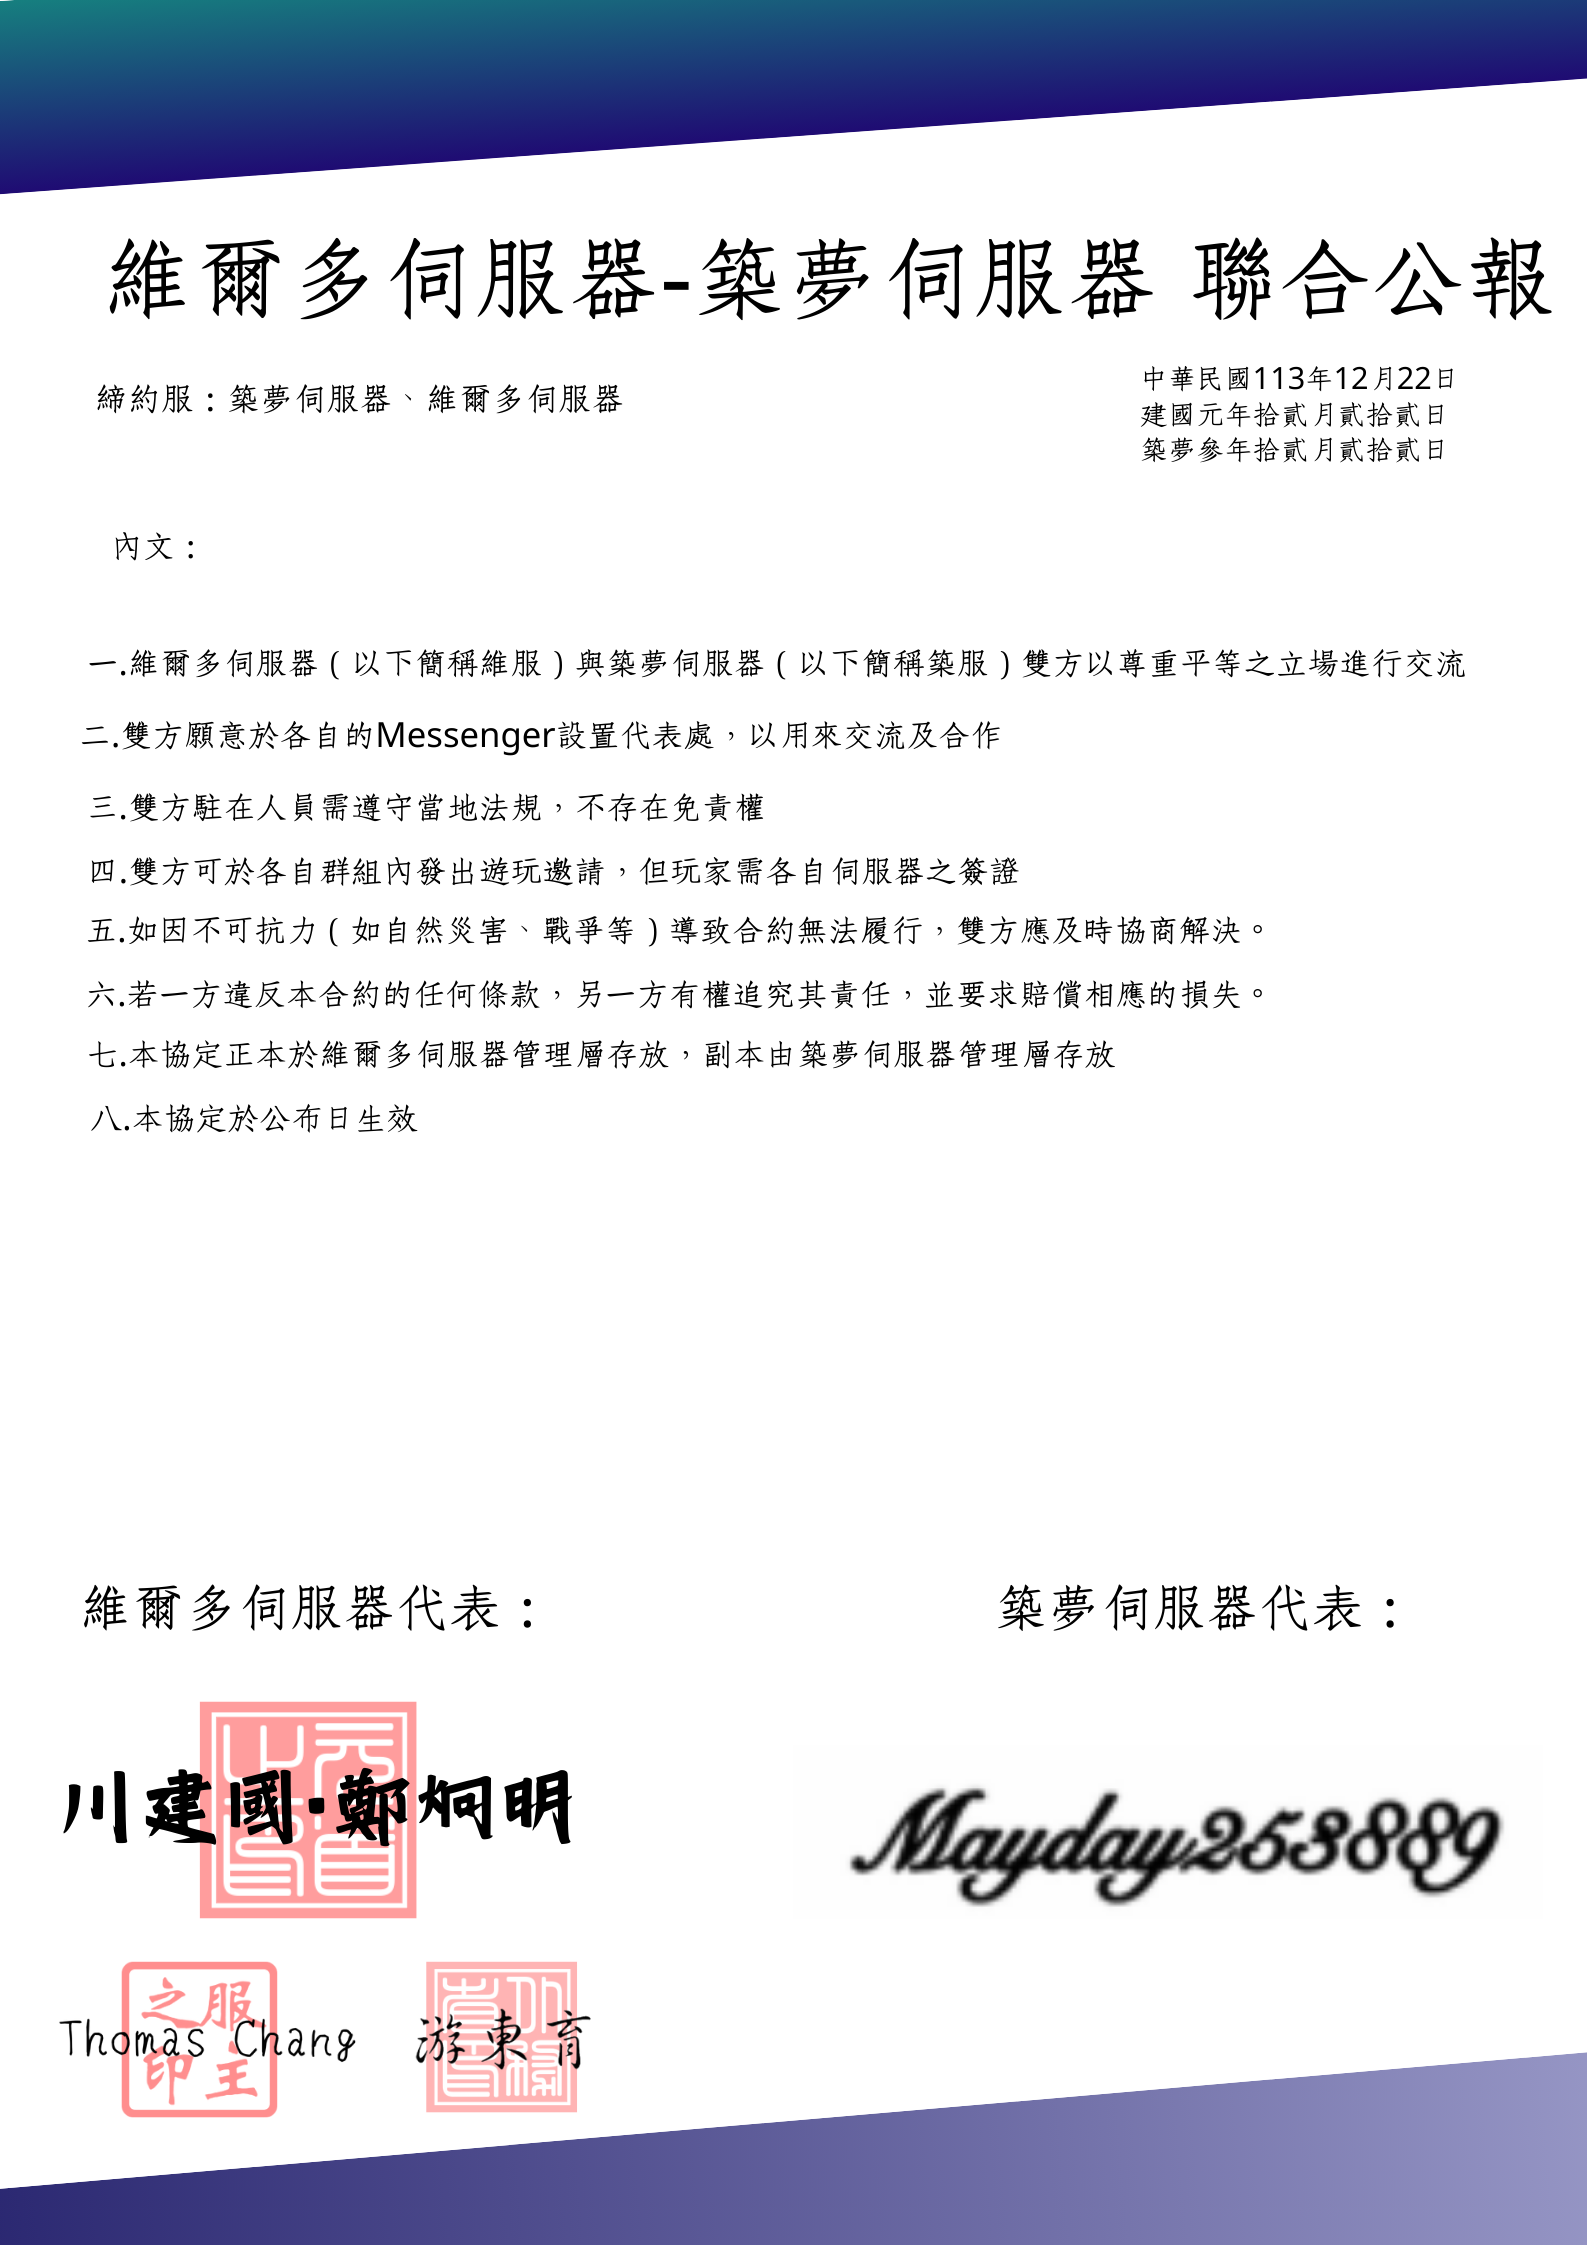 維爾多伺服器-築夢伺服器 聯合公報
締約服：築夢伺服器、維爾多伺服器
中華民國113年12月22日
建國元年拾貳月貳拾貳日
築夢參年拾貳月貳拾貳日
內文：
一.維爾多伺服器（以下簡稱維服）與築夢伺服器（以下簡稱築服）雙方以尊重平等之立場進行交流
二.雙方願意於各自的Messenger設置代表處，以用來交流及合作
三.雙方駐在人員需遵守當地法規，不存在免責權
四.雙方可於各自群組內發出遊玩邀請，但玩家需各自伺服器之簽證
五.如因不可抗力（如自然災害、戰爭等）導致合約無法履行，雙方應及時協商解決。
六.若一方違反本合約的任何條款，另一方有權追究其責任，並要求賠償相應的損失。
七.本協定正本於維爾多伺服器管理層存放，副本由築夢伺服器管理層存放
八.本協定於公布日生效
維爾多伺服器代表：
築夢伺服器代表：
川建國·鄭炯明
元首之印
Mayday253889
服主之印
Thomas Chang
游東育